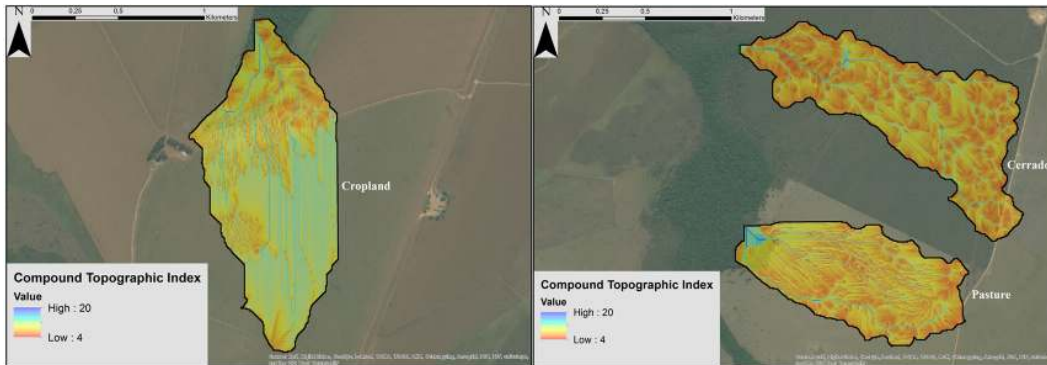 N
0 0.25 0.5 1
Kilometers
Cropland
Compound Topographic Index
Value
High : 20
Low : 4
N
0 0.25 0.5 1
Kilometers
Cerrado
Pasture
Compound Topographic Index
Value
High : 20
Low : 4